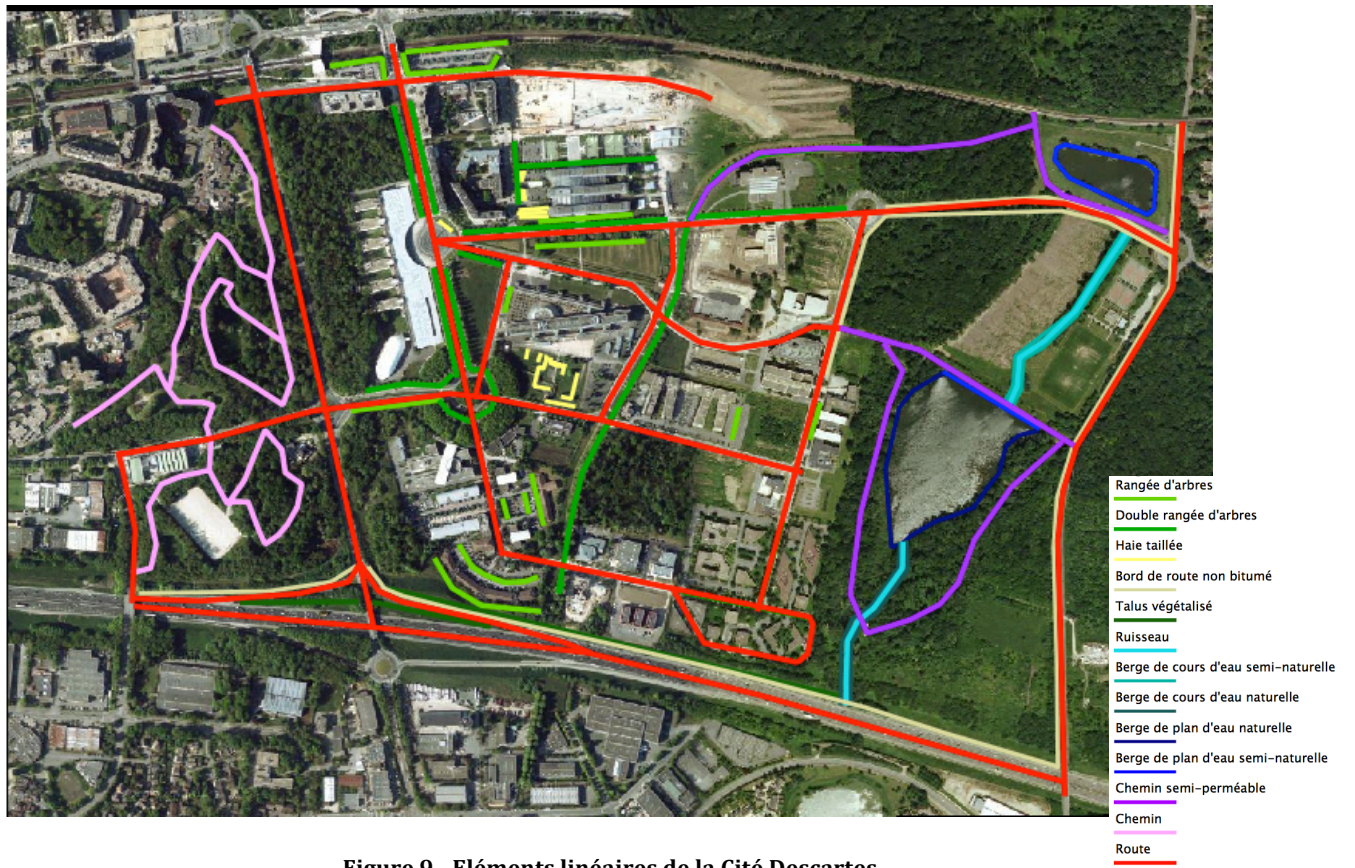 Rangée d'arbres
Double rangée d'arbres
Haie taillée
Bord de route non bitumé
Talus végétalisé
Ruisseau
Berge de cours d'eau semi-naturelle
Berge de cours d'eau naturelle
Berge de plan d'eau naturelle
Berge de plan d'eau semi-naturelle
Chemin semi-perméable
Chemin
Route
Figure 9 - Eléments linéaires de la Cité Descartes